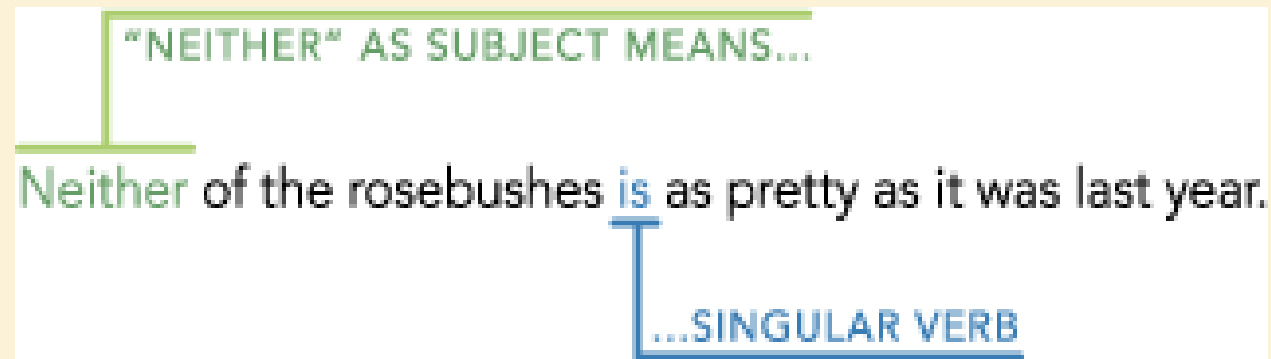 “NEITHER” AS SUBJECT MEANS...
Neither of the rosebushes is as pretty as it was last year.
...SINGULAR VERB